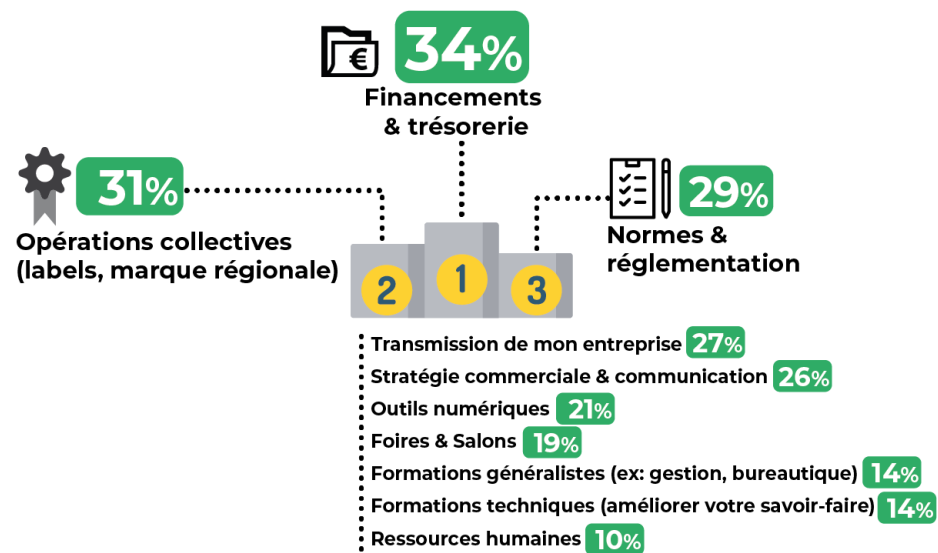 €
34%
Financements
& trésorerie
31%
Opérations collectives
(labels, marque régionale)
29%
Normes &
réglementation
2
1
3
Transmission de mon entreprise 27%
Stratégie commerciale & communication 26%
Outils numériques 21%
Foires & Salons 19%
Formations généralistes (ex: gestion, bureautique) 14%
Formations techniques (améliorer votre savoir-faire) 14%
Ressources humaines 10%